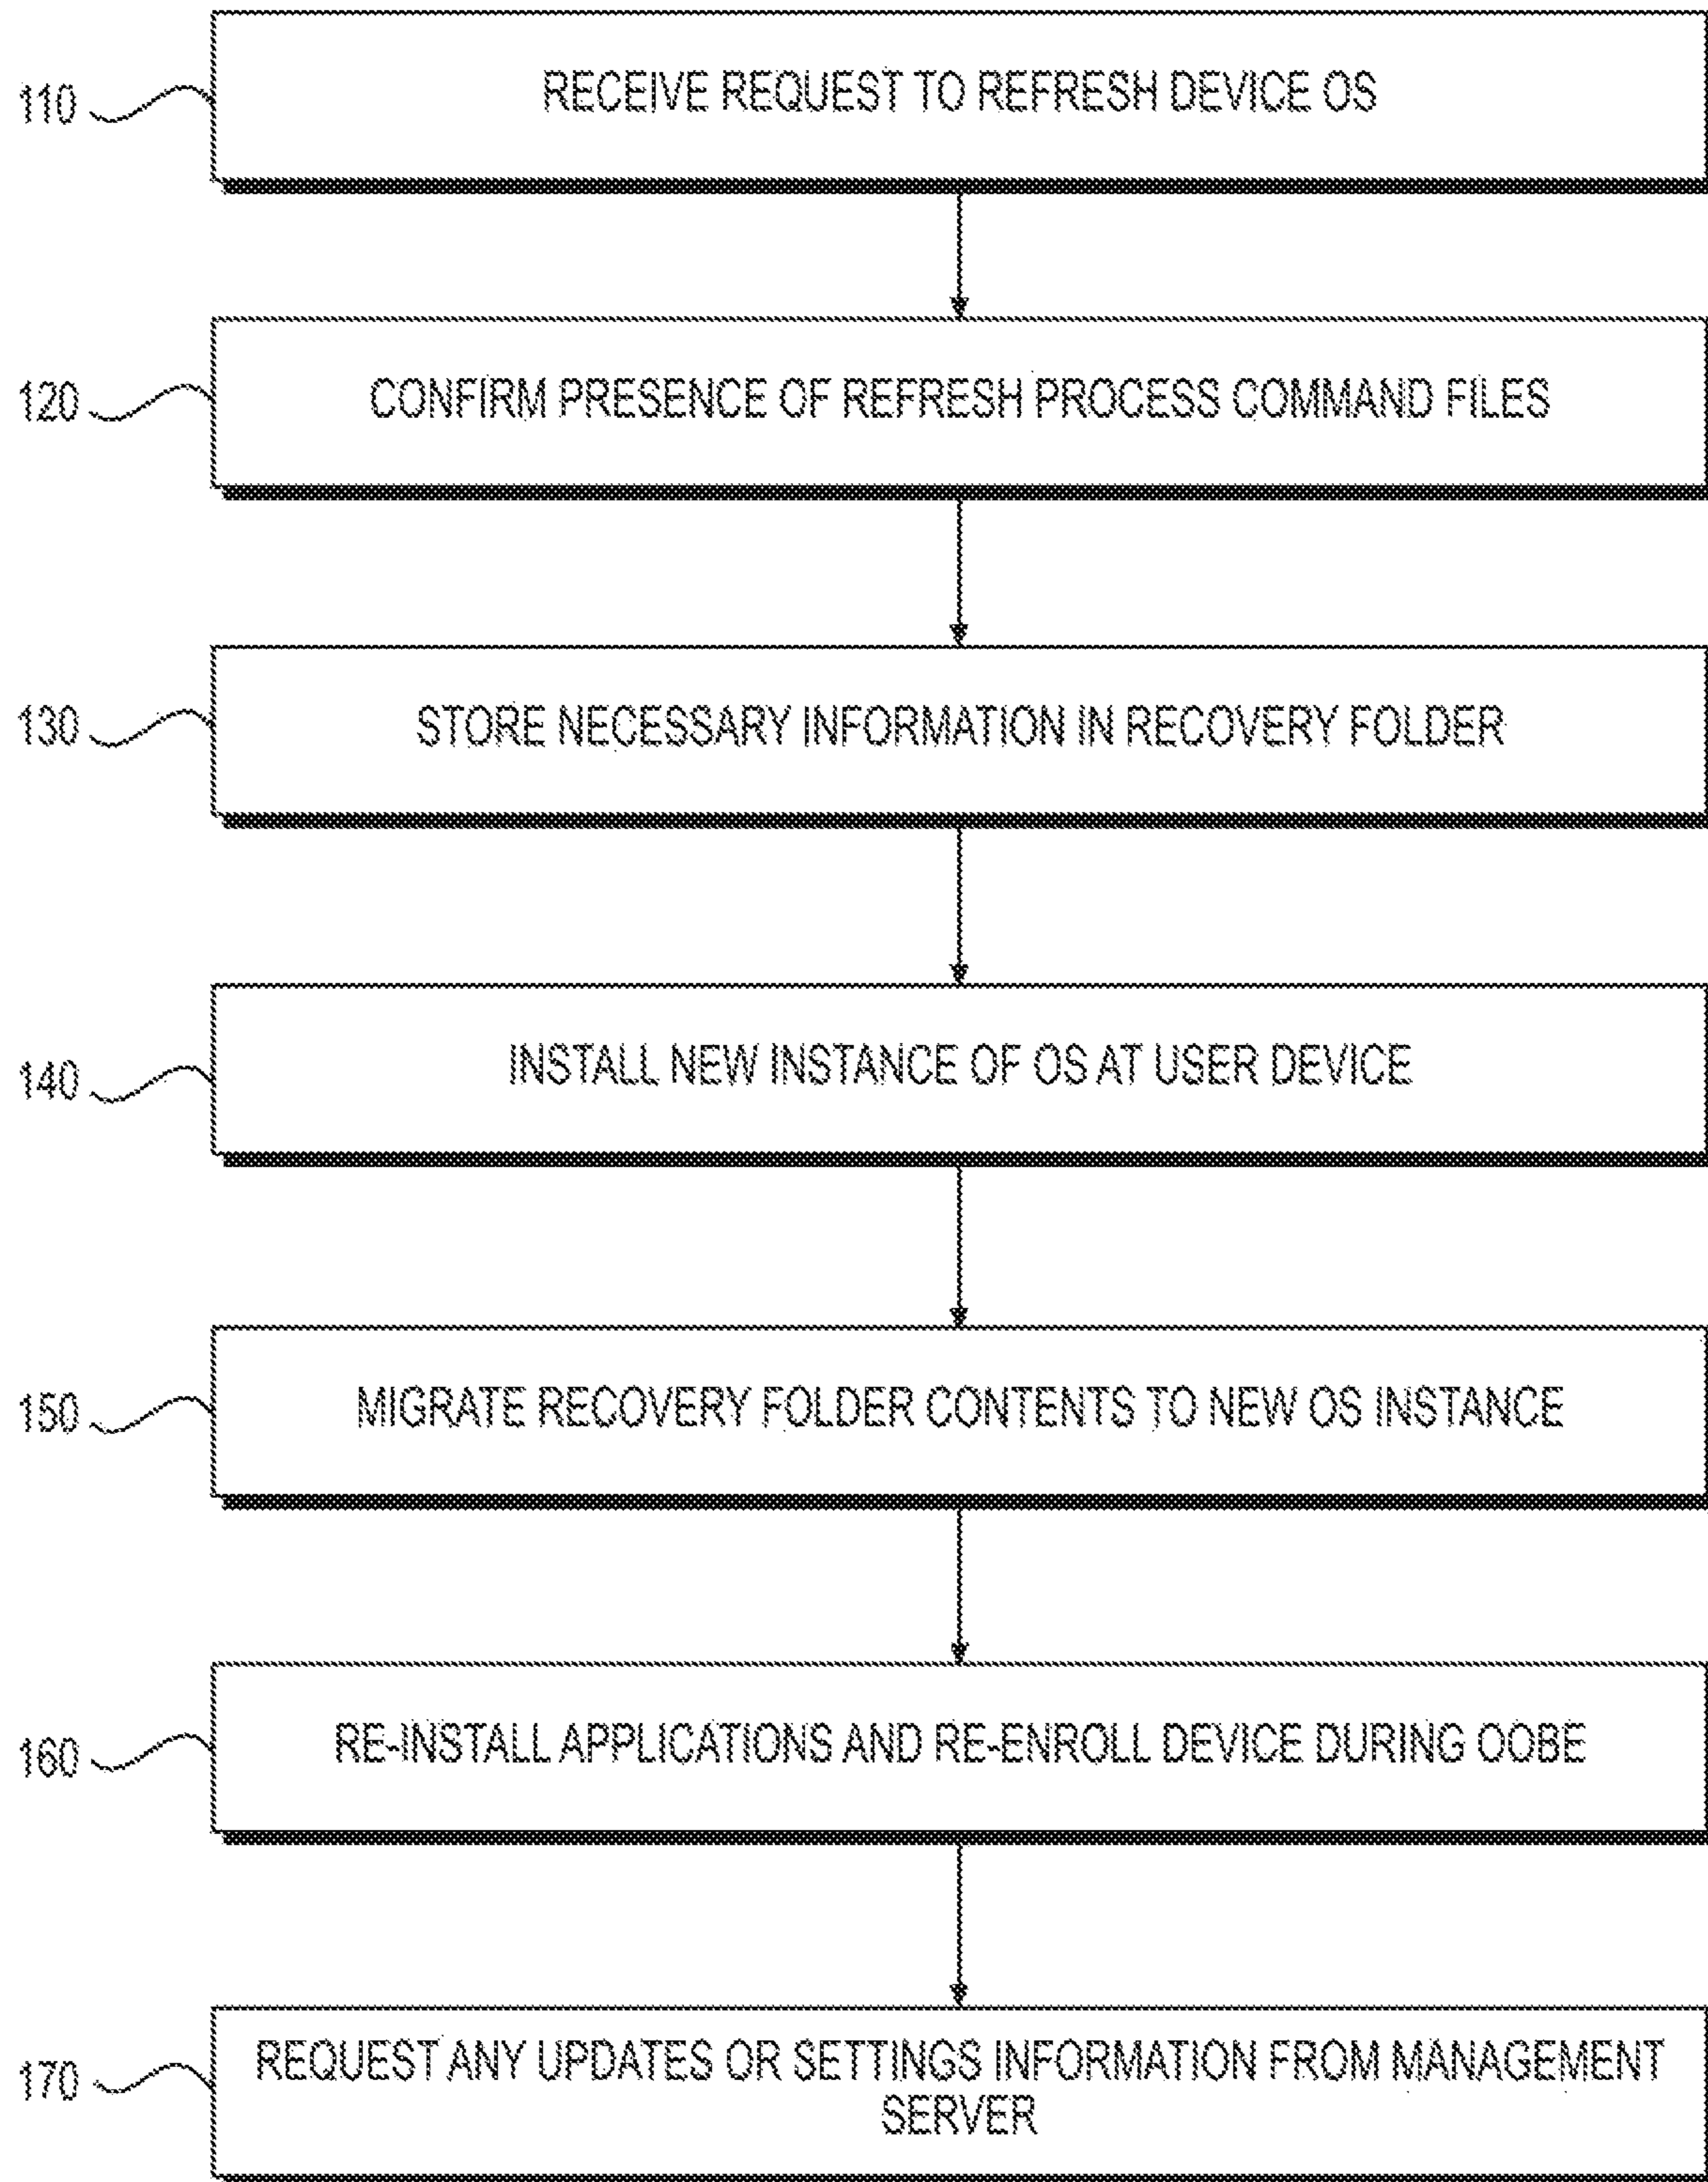 110
RECEIVE REQUEST TO REFRESH DEVICE OS
120
CONFIRM PRESENCE OF REFRESH PROCESS COMMAND FILES
130
STORE NECESSARY INFORMATION IN RECOVERY FOLDER
140
INSTALL NEW INSTANCE OF OS AT USER DEVICE
150
MIGRATE RECOVERY FOLDER CONTENTS TO NEW OS INSTANCE
160
RE-INSTALL APPLICATIONS AND RE-ENROLL DEVICE DURING OOBE
170
REQUEST ANY UPDATES OR SETTINGS INFORMATION FROM MANAGEMENT
SERVER